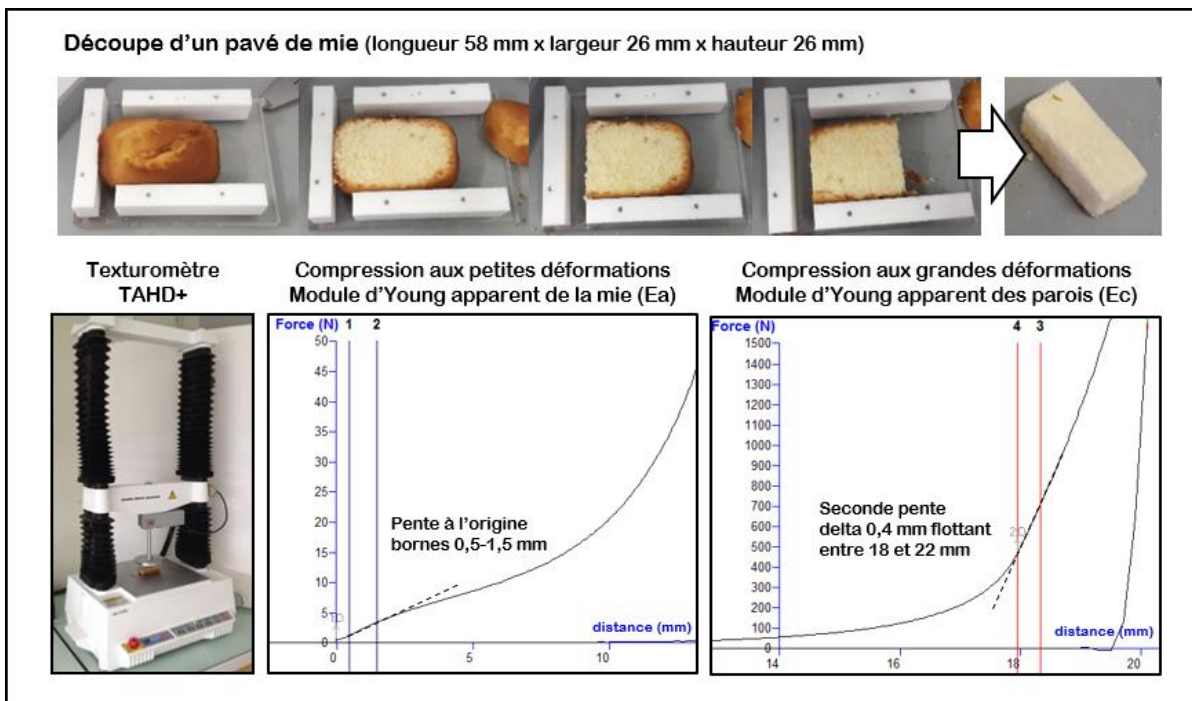 Découpe d'un pavé de mie (longueur 58 mm x largeur 26 mm x hauteur 26 mm)
Texturomètre
TAHD+
Compression aux petites déformations
Module d'Young apparent de la mie (Ea)
Force (N) 1 2
50
45
40
35
30
25
20
15
10
5
0
Pente à l'origine
bornes 0,5-1,5 mm
distance (mm)
0 5 10
Compression aux grandes déformations
Module d'Young apparent des parois (Ec)
Force (N) 4 3
1500
1400
1300
1200
1100
1000
900
800
700
600
500
400
300
200
100
0
Seconde pente
delta 0,4 mm flottant
entre 18 et 22 mm
distance (mm)
14 16 18 20